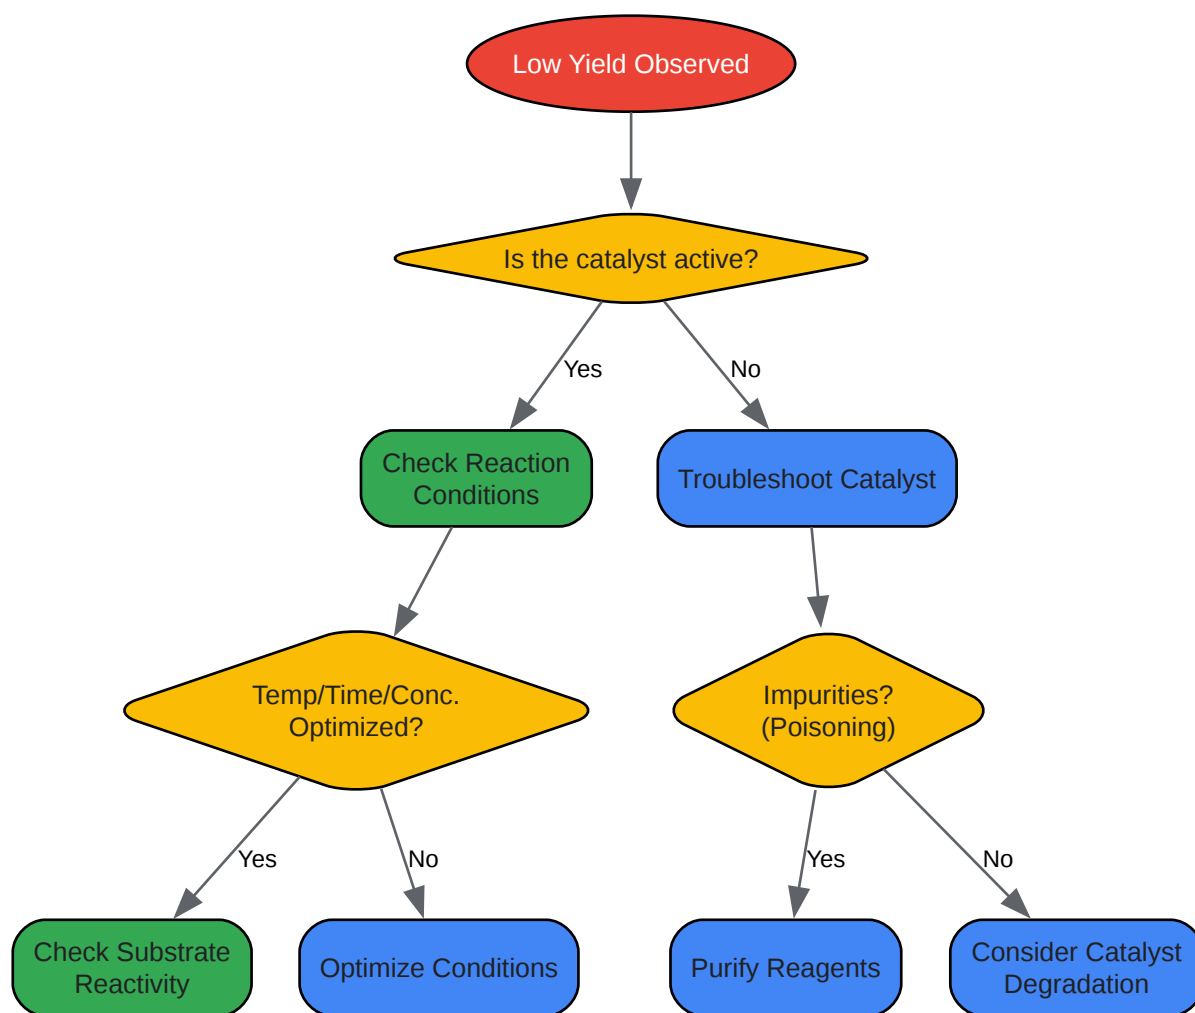 Low Yield Observed
Is the catalyst active?
Yes
No
Check Reaction
Conditions
Troubleshoot Catalyst
Temp/Time/Conc.
Optimized?
Impurities?
(Poisoning)
Yes
No
Yes
No
Check Substrate
Reactivity
Optimize Conditions
Purify Reagents
Consider Catalyst
Degradation